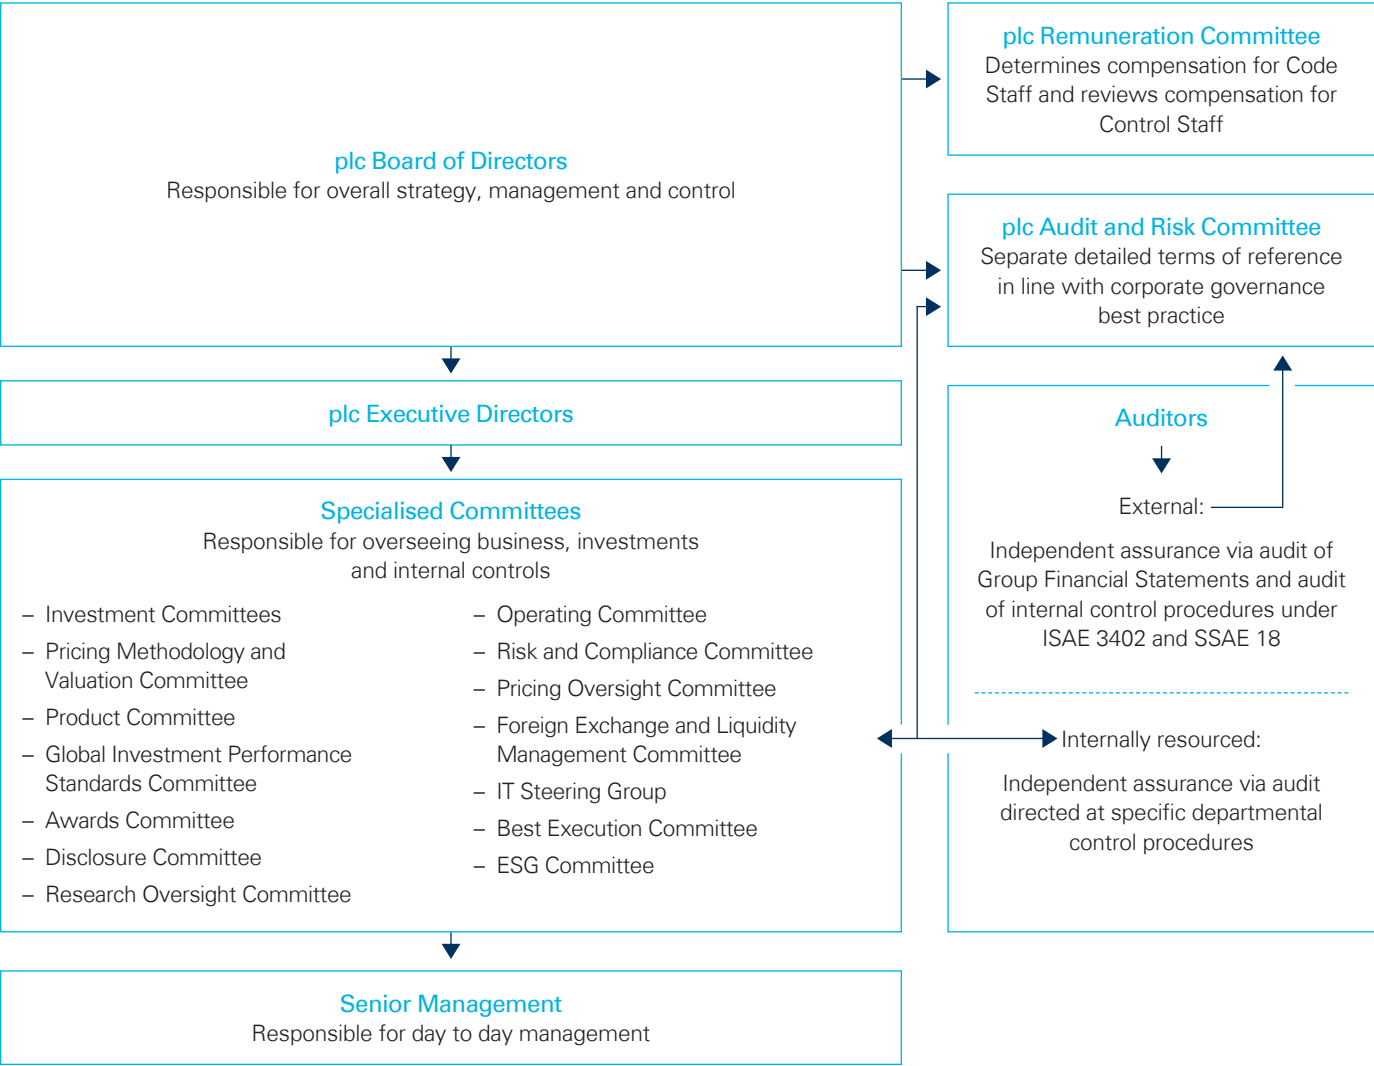 plc Board of Directors
Responsible for overall strategy, management and control
plc Remuneration Committee
Determines compensation for Code
Staff and reviews compensation for
Control Staff
plc Audit and Risk Committee
Separate detailed terms of reference
in line with corporate governance
best practice
plc Executive Directors
Specialised Committees
Responsible for overseeing business, investments
and internal controls
– Investment Committees
– Pricing Methodology and
Valuation Committee
– Product Committee
– Global Investment Performance
Standards Committee
– Awards Committee
– Disclosure Committee
– Research Oversight Committee
– Operating Committee
– Risk and Compliance Committee
– Pricing Oversight Committee
– Foreign Exchange and Liquidity
Management Committee
– IT Steering Group
– Best Execution Committee
– ESG Committee
Auditors
External:
Independent assurance via audit of
Group Financial Statements and audit
of internal control procedures under
ISAE 3402 and SSAE 18
Internally resourced:
Independent assurance via audit
directed at specific departmental
control procedures
Senior Management
Responsible for day to day management